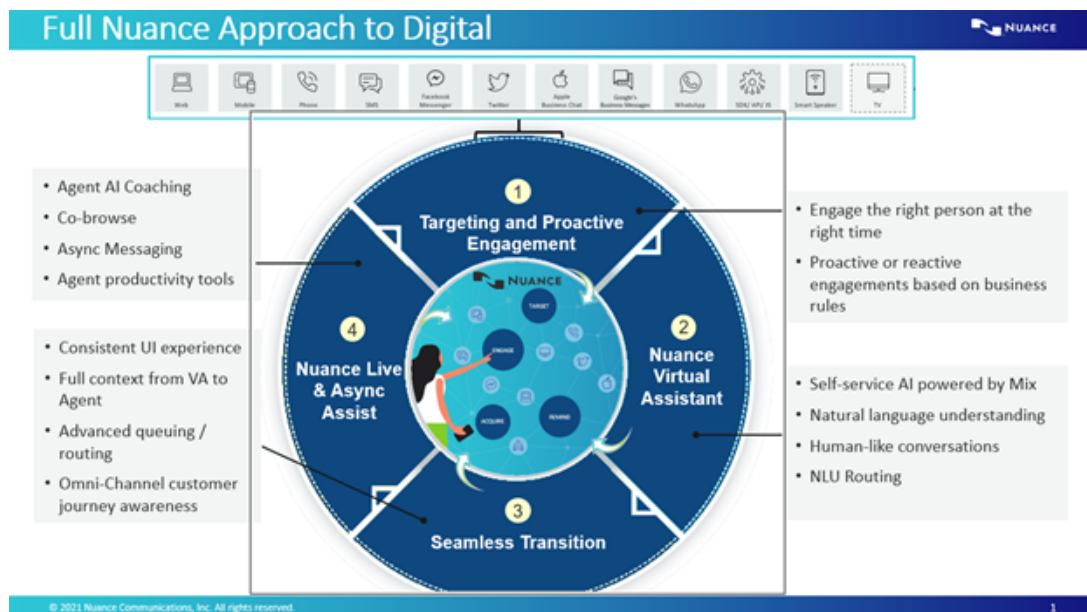 Full Nuance Approach to Digital
NUANCE
Web
Mobile
Phone
SMS
Facebook
Messenger
Twitter
Apple
Business Chat
Google's
Business Messages
WhatsApp
SDK/ API/ IS
Smart Speaker
TV
• Agent AI Coaching
• Co-browse
• Async Messaging
• Agent productivity tools
• Consistent UI experience
• Full context from VA to
Agent
• Advanced queuing /
routing
• Omni-Channel customer
journey awareness
1
Targeting and Proactive
Engagement
NUANCE
TARGET
ENGAGE
ACQUIRE
REMIND
2
Nuance
Virtual
Assistant
3
Seamless Transition
4
Nuance Live
& Async
Assist
• Engage the right person at the
right time
• Proactive or reactive
engagements based on business
rules
• Self-service AI powered by Mix
• Natural language understanding
• Human-like conversations
• NLU Routing
© 2021 Nuance Communications, Inc. All rights reserved.
1